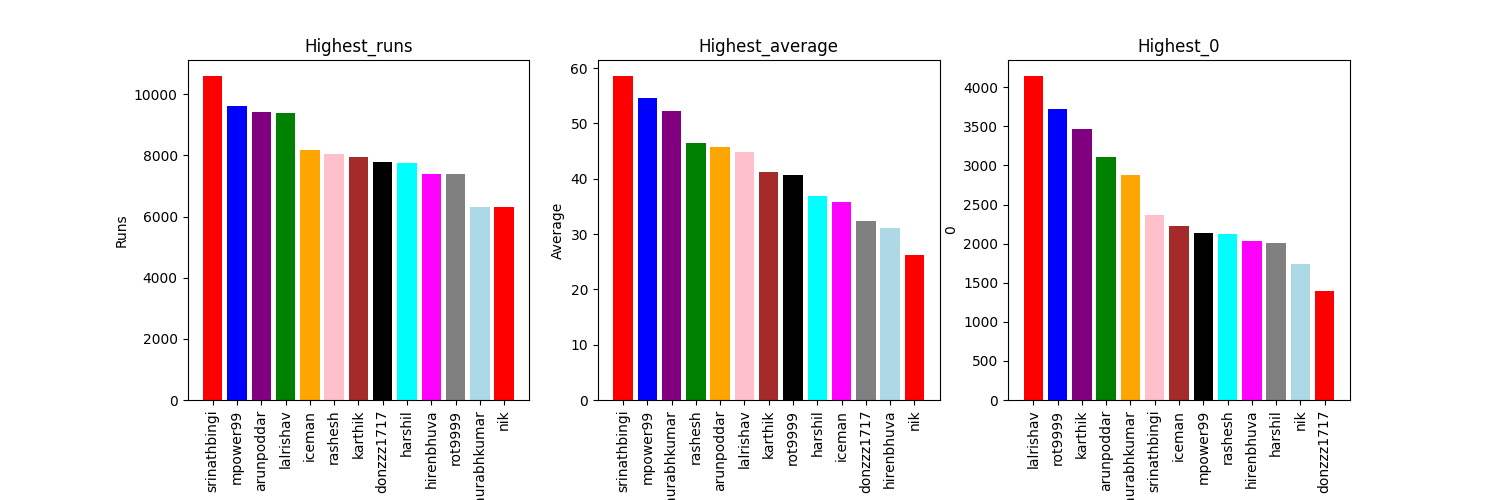 Highest_runs
Runs
10000
8000
6000
4000
2000
0
srinathbingi
mpower99
arunpoddar
lalrishav
iceman
rashesh
karthik
donzzz1717
harshil
hirenbhuva
rot9999
urabhkumar
nik
Highest_average
Average
60
50
40
30
20
10
0
srinathbingi
mpower99
urabhkumar
rashesh
arunpoddar
lalrishav
karthik
rot9999
harshil
iceman
donzzz1717
hirenbhuva
nik
Highest_0
0
4000
3500
3000
2500
2000
1500
1000
500
0
lalrishav
rot9999
karthik
arunpoddar
urabhkumar
srinathbingi
iceman
mpower99
rashesh
hirenbhuva
harshil
nik
donzzz1717